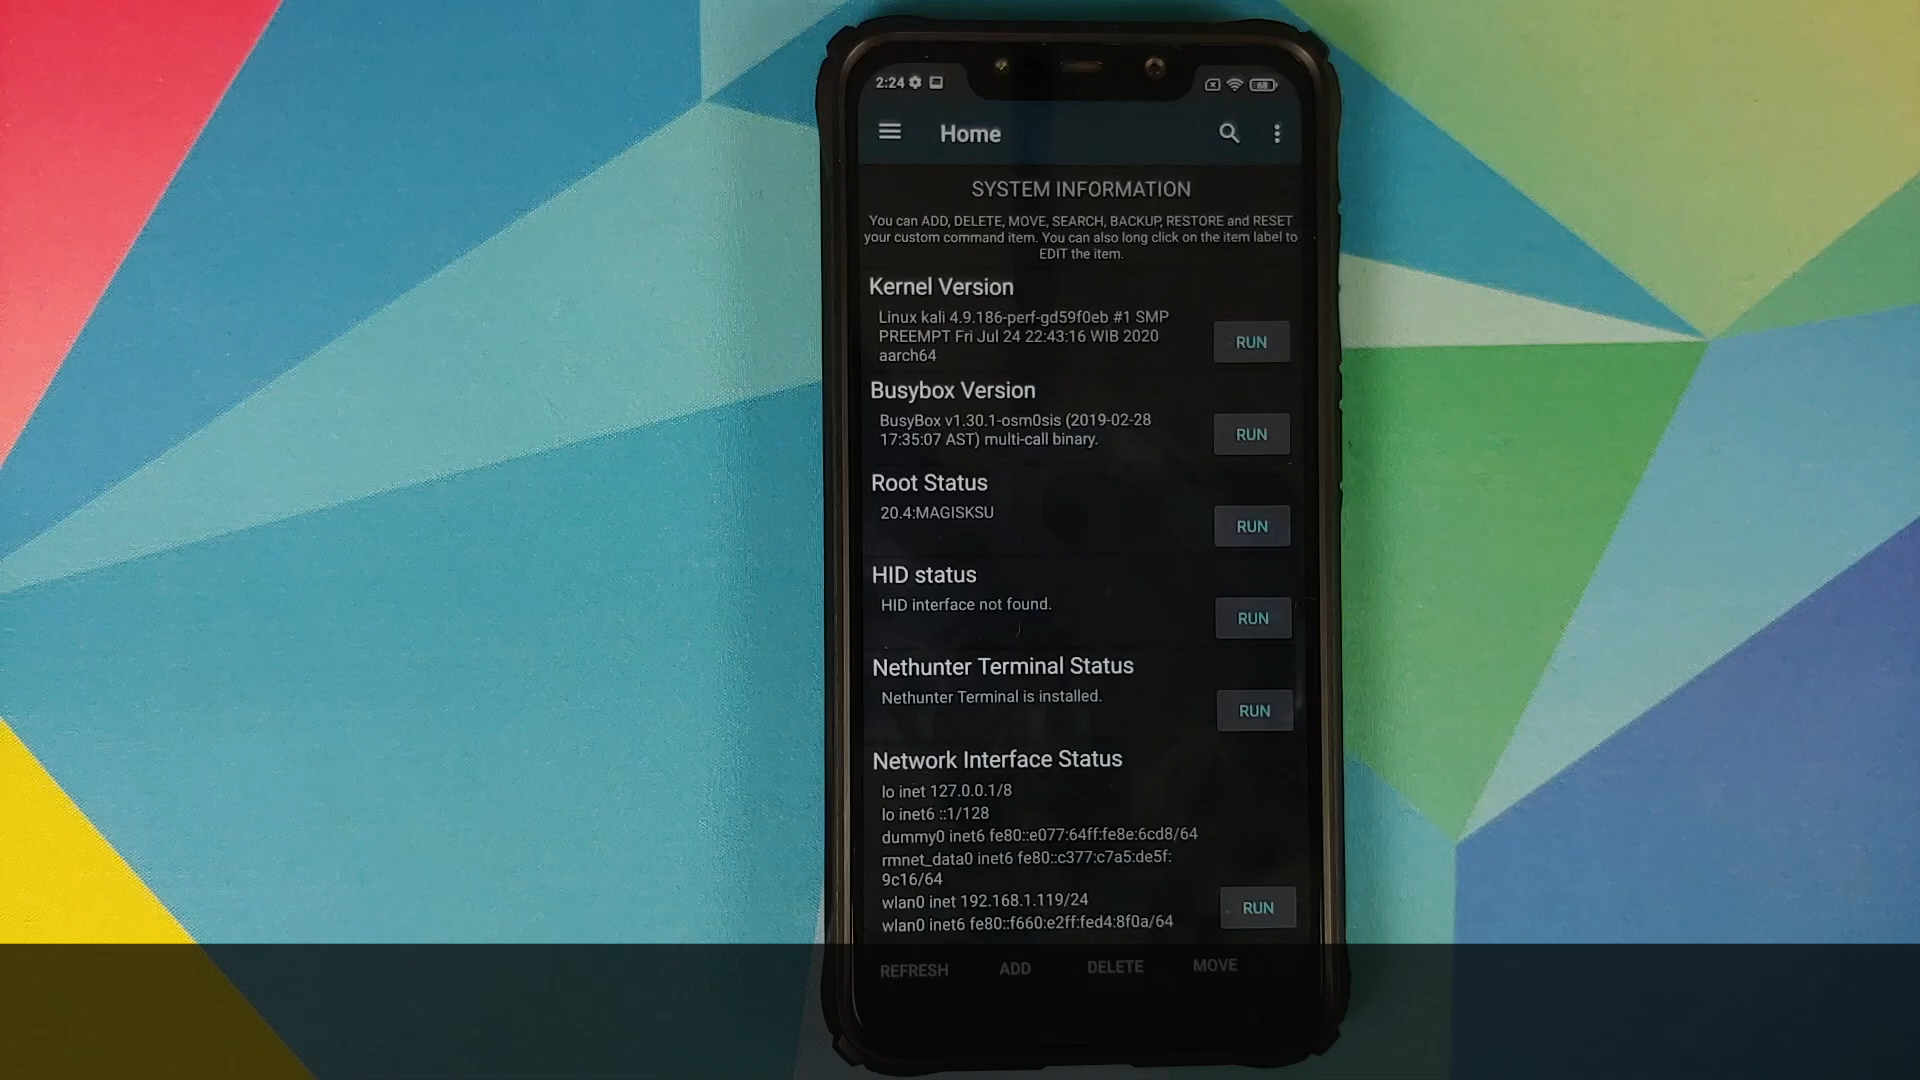 2:24
68
Home
SYSTEM INFORMATION
You can ADD, DELETE, MOVE, SEARCH, BACKUP, RESTORE and RESET
your custom command item. You can also long click on the item label to
EDIT the item.
Kernel Version
Linux kali 4.9.186-perf-gd59f0eb #1 SMP
PREEMPT Fri Jul 24 22:43:16 WIB 2020
aarch64
RUN
Busybox Version
BusyBox v1.30.1-osm0sis (2019-02-28
17:35:07 AST) multi-call binary.
RUN
Root Status
20.4:MAGISKSU
RUN
HID status
HID interface not found.
RUN
Nethunter Terminal Status
Nethunter Terminal is installed.
RUN
Network Interface Status
lo inet 127.0.0.1/8
lo inet6 ::1/128
dummy0 inet6 fe80::e077:64ff:fe8e:6cd8/64
rmnet_data0 inet6 fe80::c377:c7a5:de5f:
9c16/64
wlan0 inet 192.168.1.119/24
wlan0 inet6 fe80::f660:e2ff:fed4:8f0a/64
RUN
REFRESH ADD DELETE MOVE